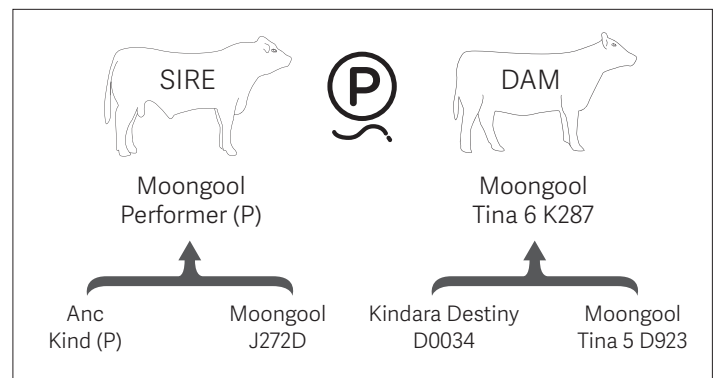 SIRE
P
DAM
Moongool
Performer (P)
Moongool
Tina 6 K287
Anc
Kind (P)
Moongool
J272D
Kindara Destiny
D0034
Moongool
Tina 5 D923